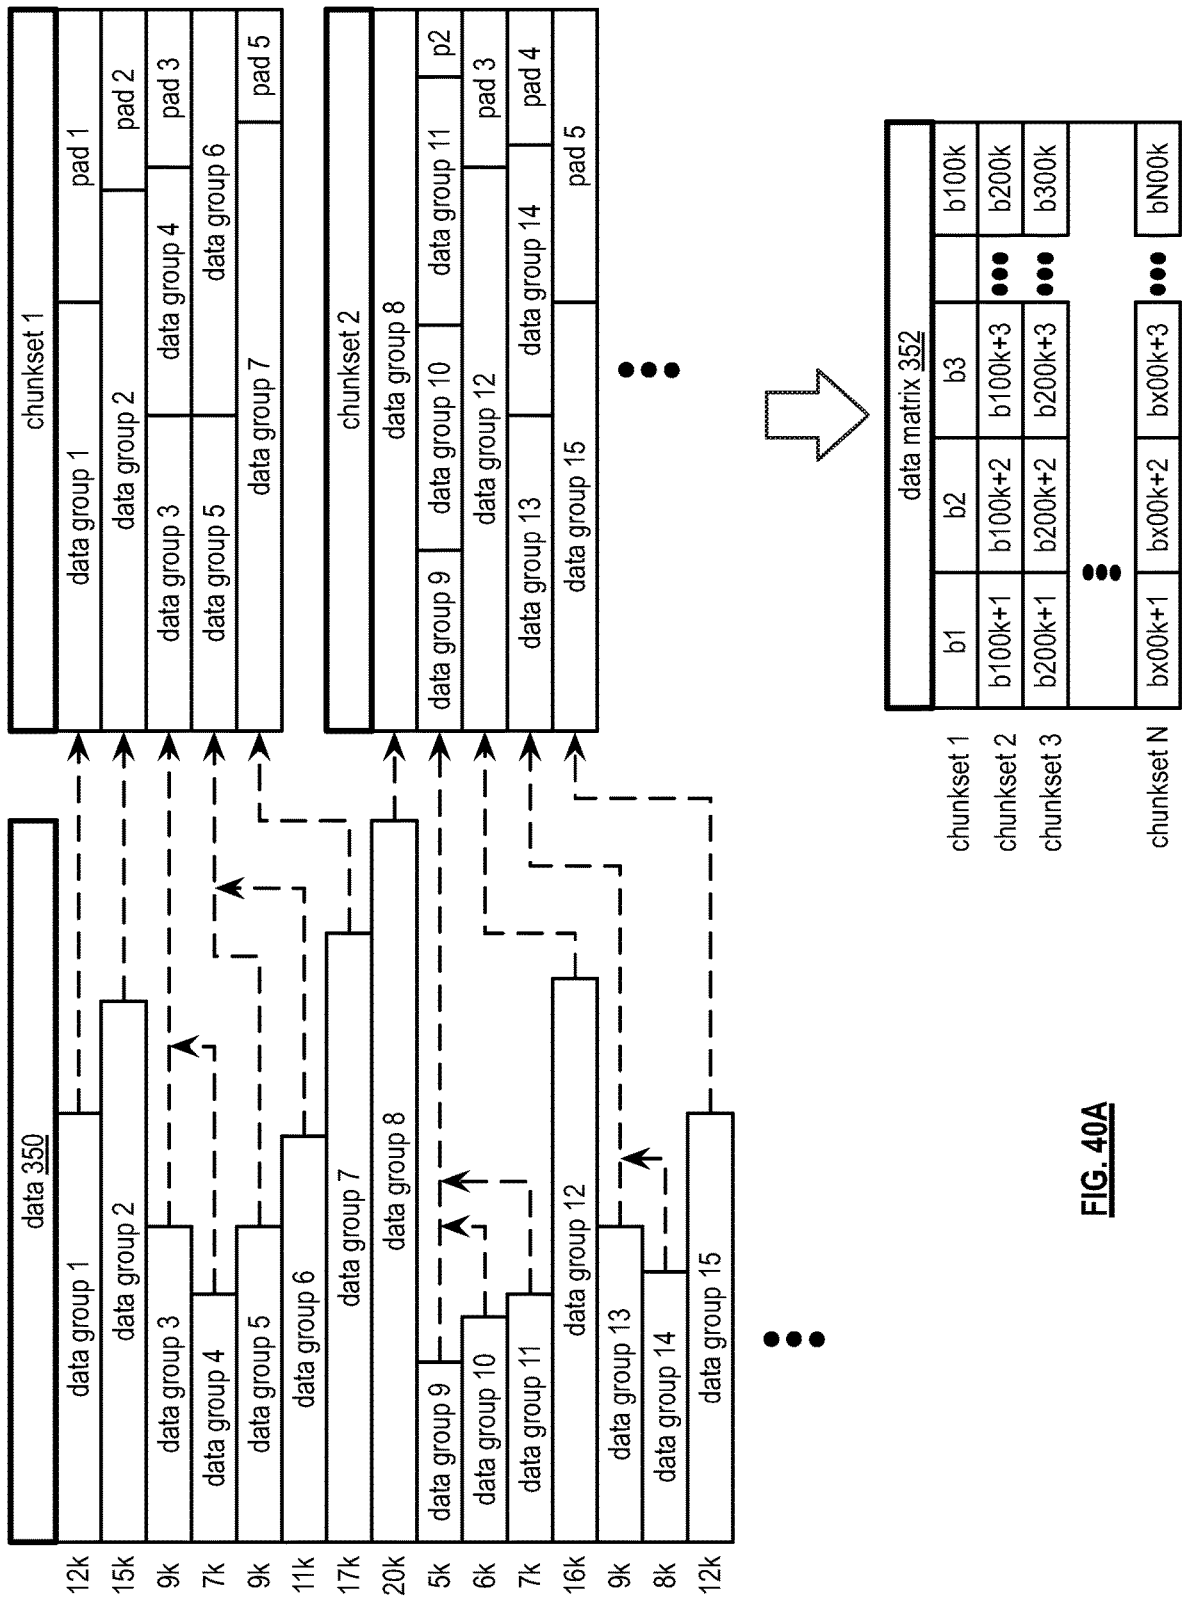 data 350
12k data group 1
15k data group 2
9k data group 3
7k data group 4
9k data group 5
11k data group 6
17k data group 7
20k data group 8
5k data group 9
6k data group 10
7k data group 11
16k data group 12
9k data group 13
8k data group 14
12k data group 15
chunkset 1
data group 1 pad 1
data group 2 pad 2
data group 3 data group 4 pad 3
data group 5 data group 6
data group 7 pad 5
chunkset 2
data group 8
data group 9 data group 10 data group 11 p2
data group 12 pad 3
data group 13 data group 14 pad 4
data group 15 pad 5
data matrix 352
chunkset 1 b1 b2 b3 b100k
chunkset 2 b100k+1 b100k+2 b100k+3 b200k
chunkset 3 b200k+1 b200k+2 b200k+3 b300k
chunkset N bx00k+1 bx00k+2 bx00k+3 bN00k
FIG. 40A